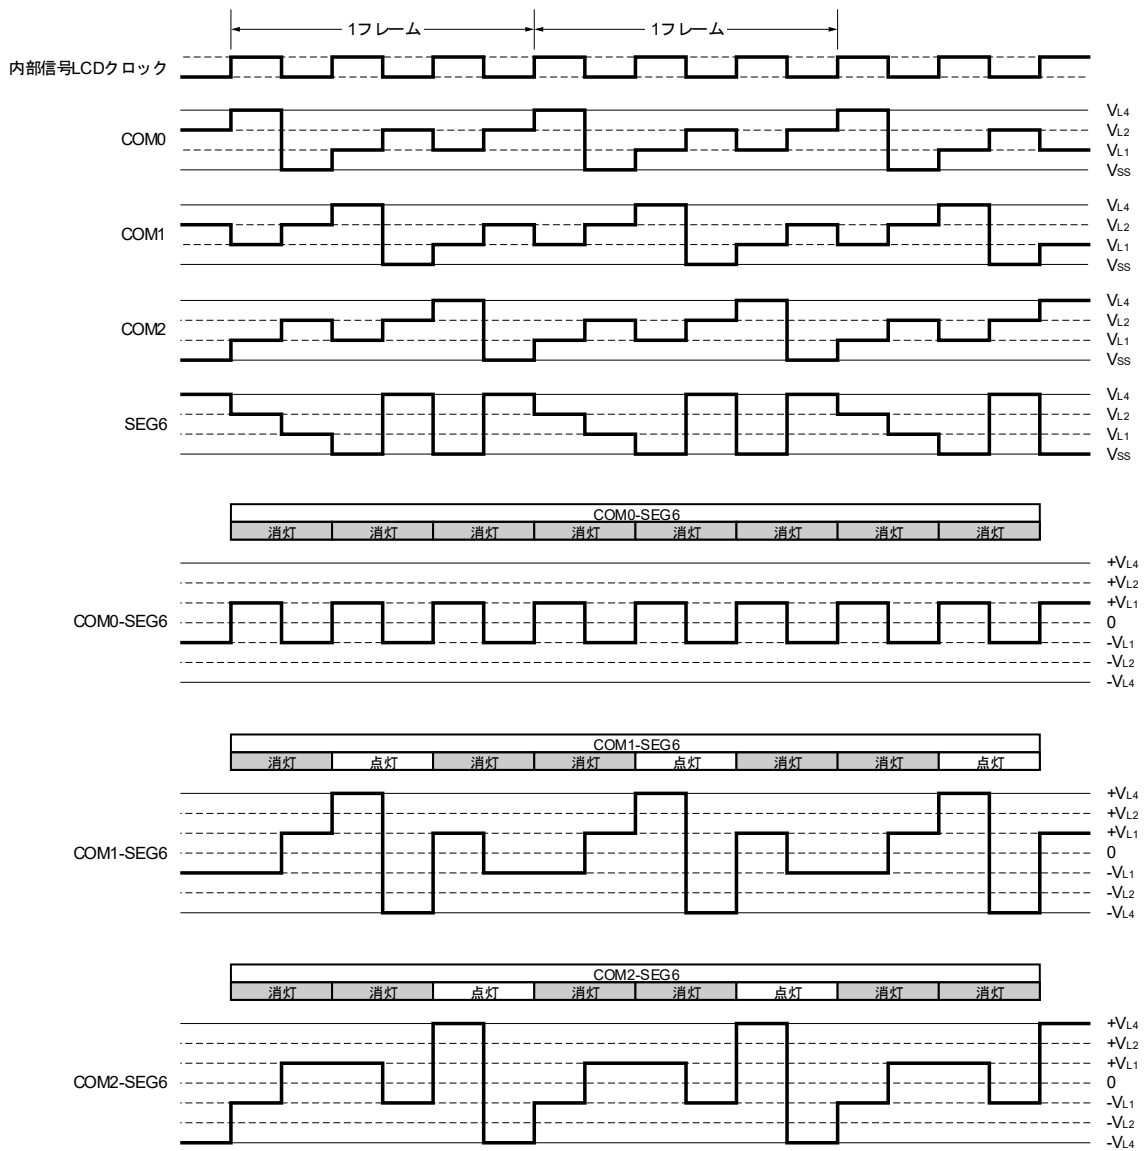 1フレーム 1フレーム
内部信号LCDクロック
COM0
VL4
VL2
VL1
VSS
COM1
VL4
VL2
VL1
VSS
COM2
VL4
VL2
VL1
VSS
SEG6
VL4
VL2
VL1
VSS
COM0-SEG6
消灯 消灯 消灯 消灯 消灯 消灯 消灯 消灯
COM0-SEG6
+VL4
+VL2
+VL1
0
-VL1
-VL2
-VL4
COM1-SEG6
消灯 点灯 消灯 消灯 点灯 消灯 消灯 点灯
COM1-SEG6
+VL4
+VL2
+VL1
0
-VL1
-VL2
-VL4
COM2-SEG6
消灯 消灯 点灯 消灯 消灯 点灯 消灯 消灯
COM2-SEG6
+VL4
+VL2
+VL1
0
-VL1
-VL2
-VL4